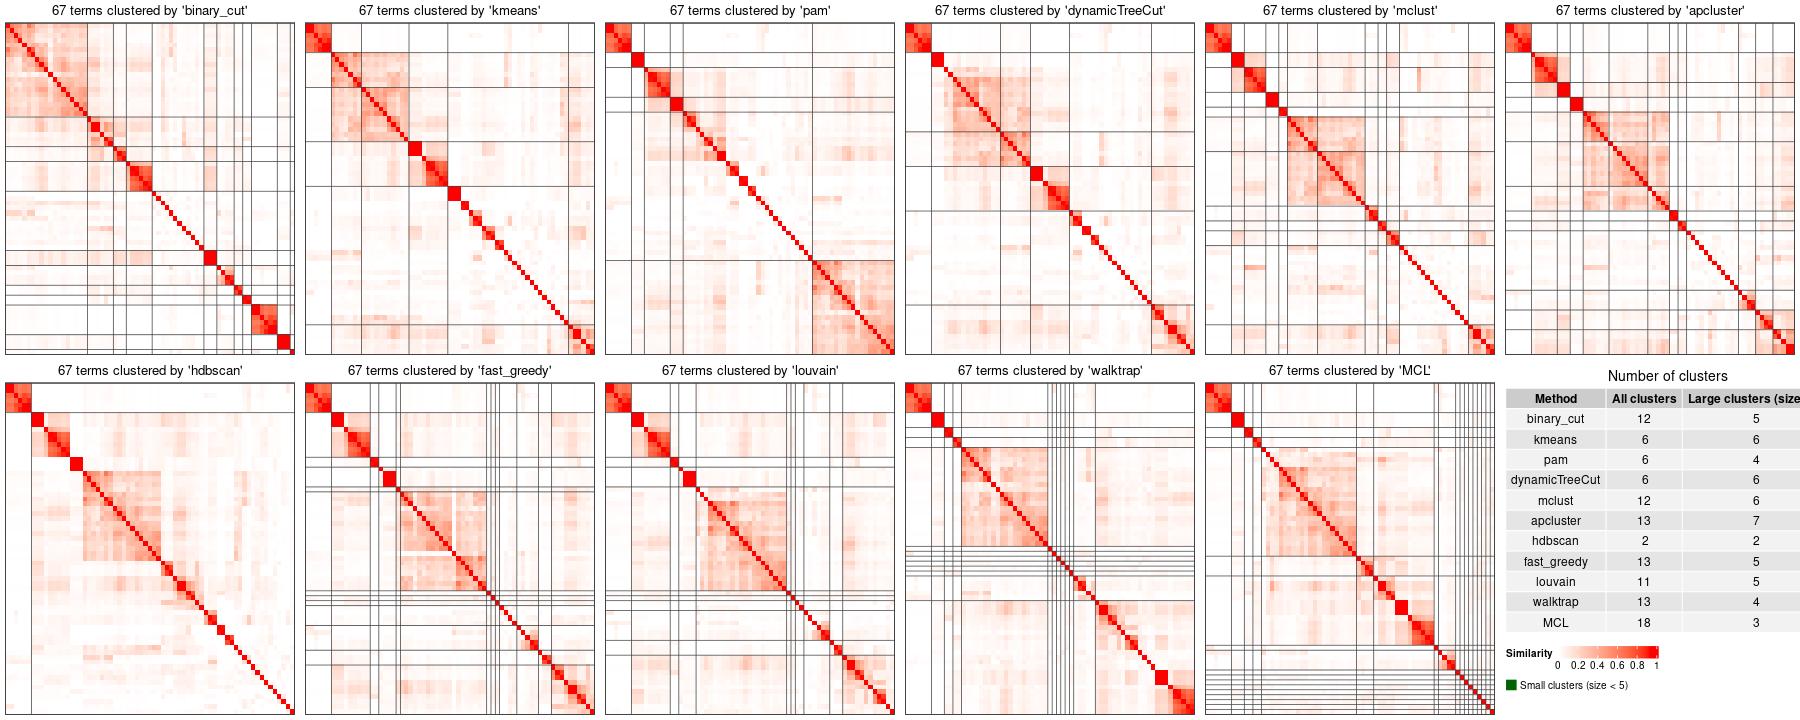 67 terms clustered by 'binary_cut'
67 terms clustered by 'kmeans'
67 terms clustered by 'pam'
67 terms clustered by 'dynamicTreeCut'
67 terms clustered by 'mclust'
67 terms clustered by 'apcluster'
67 terms clustered by 'hdbscan'
67 terms clustered by 'fast_greedy'
67 terms clustered by 'louvain'
67 terms clustered by 'walktrap'
67 terms clustered by 'MCL'
Number of clusters
Method All clusters Large clusters (size
binary_cut 12 5
kmeans 6 6
pam 6 4
dynamicTreeCut 6 6
mclust 12 6
apcluster 13 7
hdbscan 2 2
fast_greedy 13 5
louvain 11 5
walktrap 13 4
MCL 18 3
Similarity
0 0.2 0.4 0.6 0.8 1
Small clusters (size < 5)